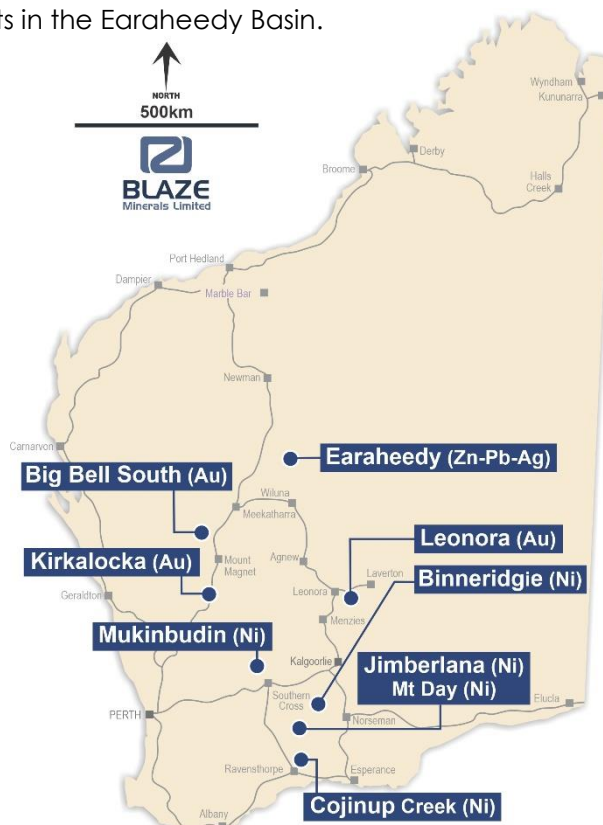 ts in the Earaheedy Basin.
NORTH
500km
BLAZE
Minerals Limited
Wyndham
Kununurra
Derby
Broome
Halls
Creek
Port Hedland
Dampier
Marble Bar
Newman
Carnarvon
Earaheedy (Zn-Pb-Ag)
Big Bell South (Au)
Wiluna
Meekatharra
Leonora (Au)
Kirkalocka (Au)
Mount
Magnet
Agnew
Laverton
Binneridgie (Ni)
Geraldton
Leonora
Menzies
Mukinbudin (Ni)
Kalgoorlie
Jimberlana (Ni)
Mt Day (Ni)
Southern
Cross
Eucla
PERTH
Norseman
Ravensthorpe
Esperance
Cojinup Creek (Ni)
Albany